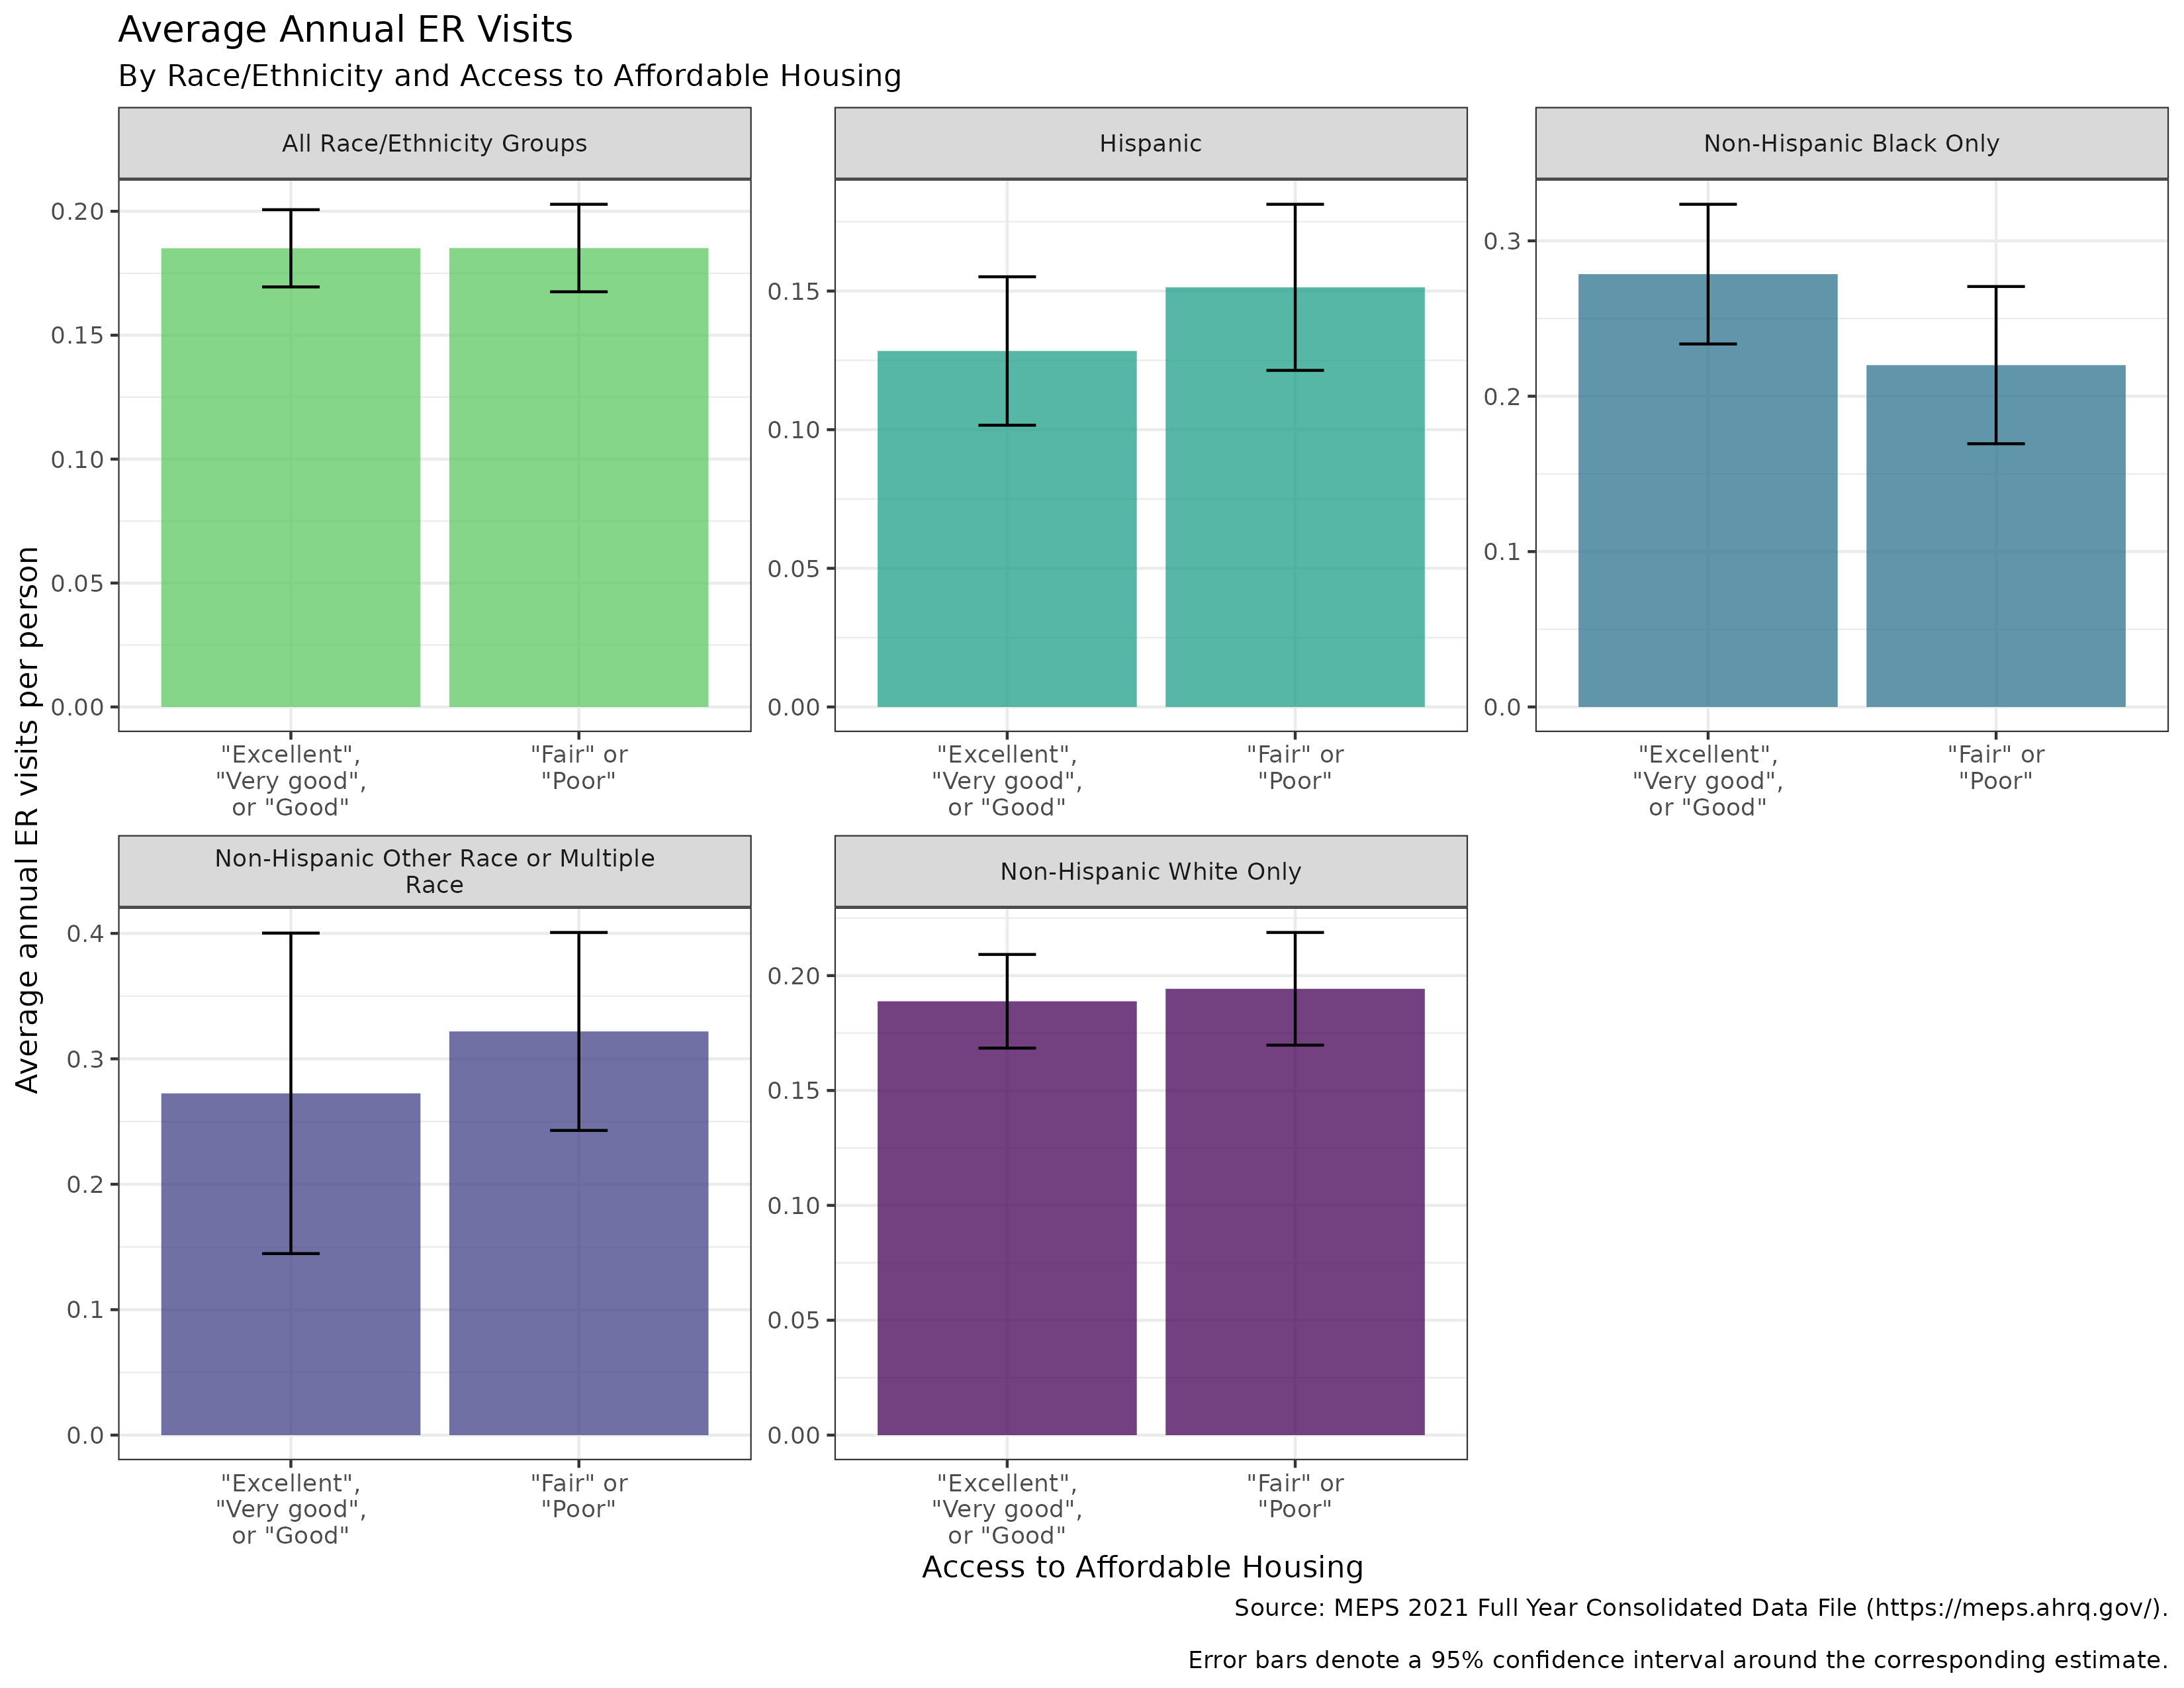 Average Annual ER Visits
By Race/Ethnicity and Access to Affordable Housing
Average annual ER visits per person
All Race/Ethnicity Groups
0.20
0.15
0.10
0.05
0.00
"Excellent",
"Very good",
or "Good"
"Fair" or
"Poor"
Hispanic
0.15
0.10
0.05
0.00
"Excellent",
"Very good",
or "Good"
"Fair" or
"Poor"
Non-Hispanic Black Only
0.3
0.2
0.1
0.0
"Excellent",
"Very good",
or "Good"
"Fair" or
"Poor"
Non-Hispanic Other Race or Multiple
Race
0.4
0.3
0.2
0.1
0.0
"Excellent",
"Very good",
or "Good"
"Fair" or
"Poor"
Non-Hispanic White Only
0.20
0.15
0.10
0.05
0.00
"Excellent",
"Very good",
or "Good"
"Fair" or
"Poor"
Access to Affordable Housing
Source: MEPS 2021 Full Year Consolidated Data File (https://meps.ahrq.gov/).
Error bars denote a 95% confidence interval around the corresponding estimate.